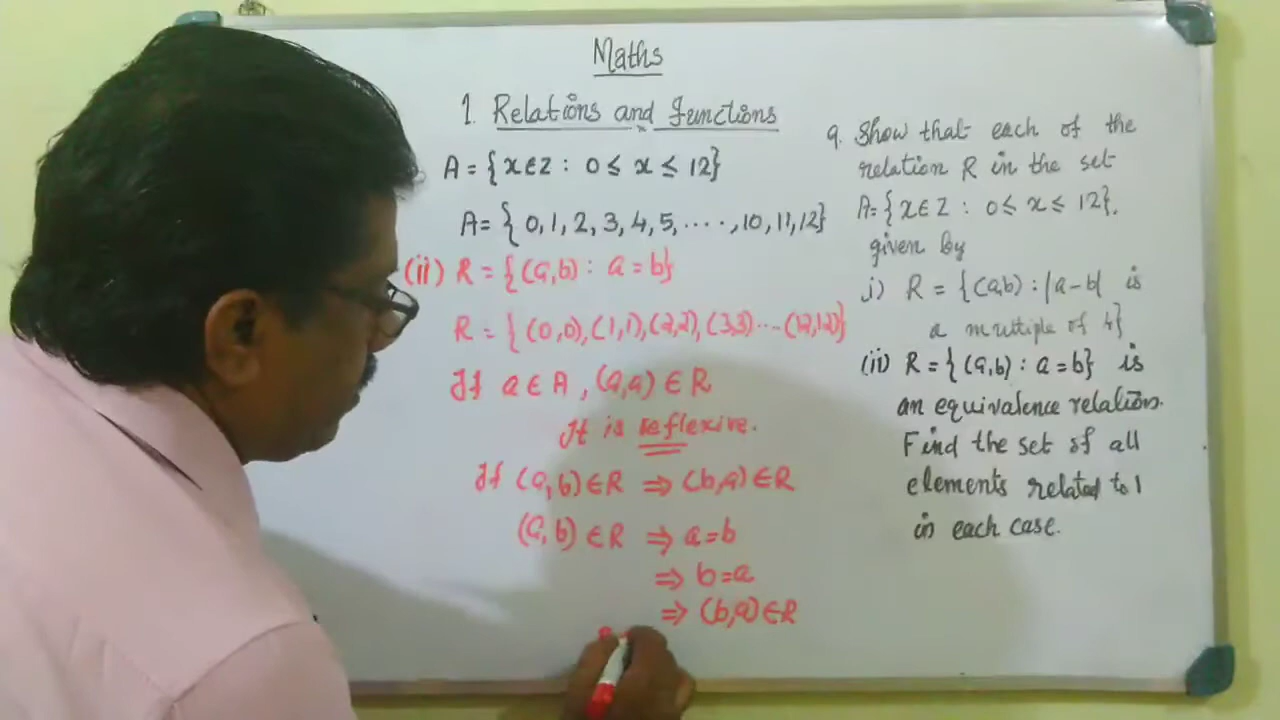 Maths
1. Relations and Functions
A = {x∈Z : 0 ≤ x ≤ 12}
A = { 0, 1, 2, 3, 4, 5, ...., 10, 11, 12}
(ii) R = {(a,b) : a = b}
R = { (0,0), (1,1), (2,2), (3,3) ... (12,12)}
If a ∈ A, (a,a) ∈ R
It is reflexive.
If (a,b) ∈ R ⇒ (b,a) ∈ R
(a,b) ∈ R ⇒ a = b
⇒ b = a
⇒ (b,a) ∈ R
9. Show that each of the
relation R in the set
A = {x ∈ Z : 0 ≤ x ≤ 12},
given by
i) R = {(a,b) : |a-b| is
a multiple of 4}
(ii) R = {(a,b) : a = b} is
an equivalence relation.
Find the set of all
elements related to 1
in each case.